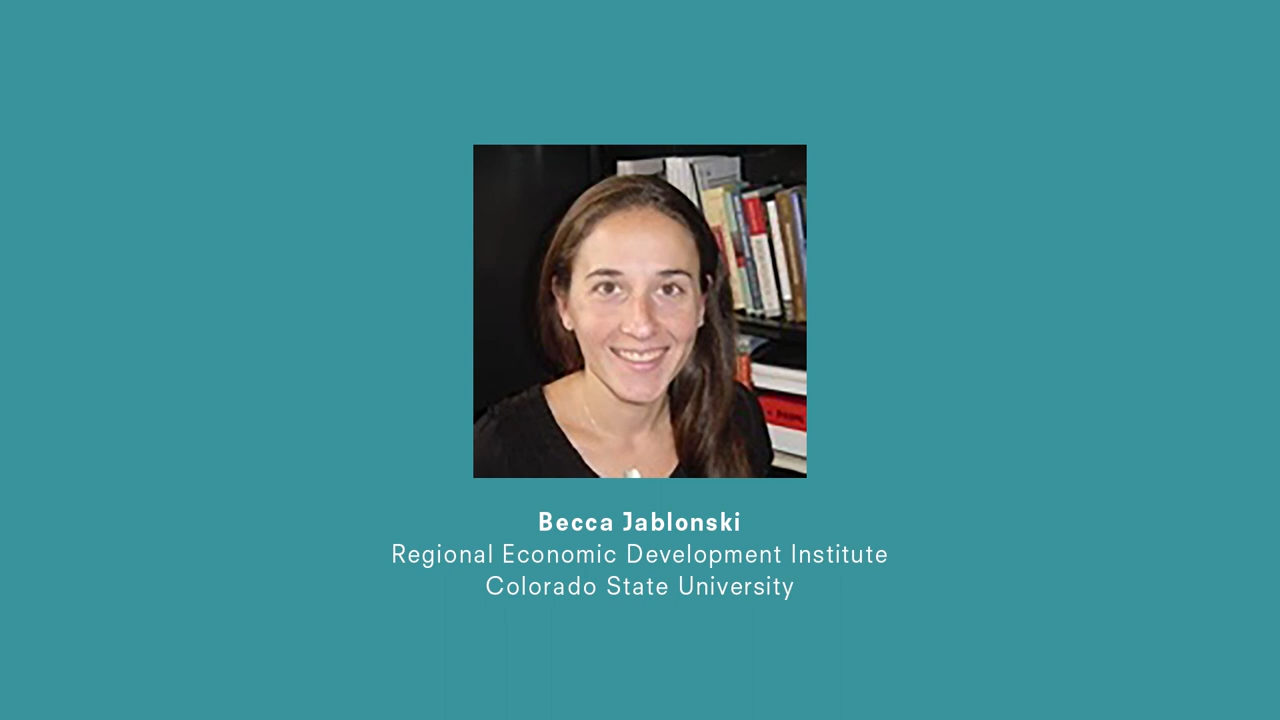 Becca Jablonski
Regional Economic Development Institute
Colorado State University